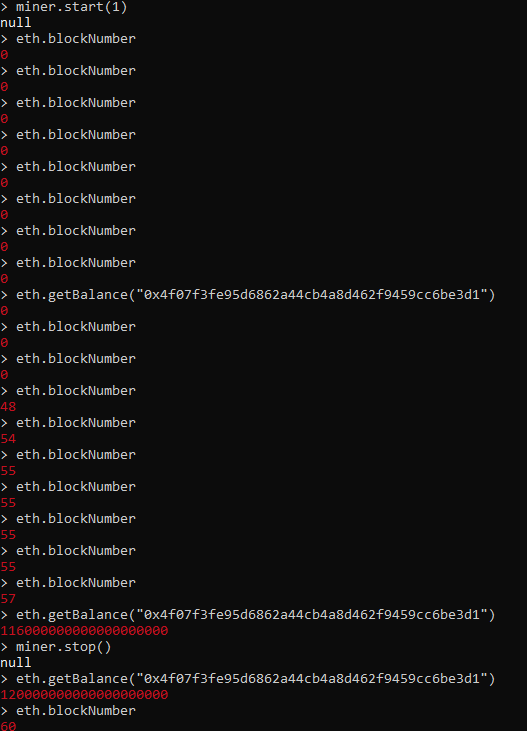 > miner.start(1)
null
> eth.blockNumber
0
> eth.blockNumber
0
> eth.blockNumber
0
> eth.blockNumber
0
> eth.blockNumber
0
> eth.blockNumber
0
> eth.blockNumber
0
> eth.blockNumber
0
> eth.getBalance("0x4f07f3fe95d6862a44cb4a8d462f9459cc6be3d1")
0
> eth.blockNumber
0
> eth.blockNumber
0
> eth.blockNumber
48
> eth.blockNumber
54
> eth.blockNumber
55
> eth.blockNumber
55
> eth.blockNumber
55
> eth.blockNumber
55
> eth.blockNumber
57
> eth.getBalance("0x4f07f3fe95d6862a44cb4a8d462f9459cc6be3d1")
116000000000000000000
> miner.stop()
null
> eth.getBalance("0x4f07f3fe95d6862a44cb4a8d462f9459cc6be3d1")
120000000000000000000
> eth.blockNumber
60